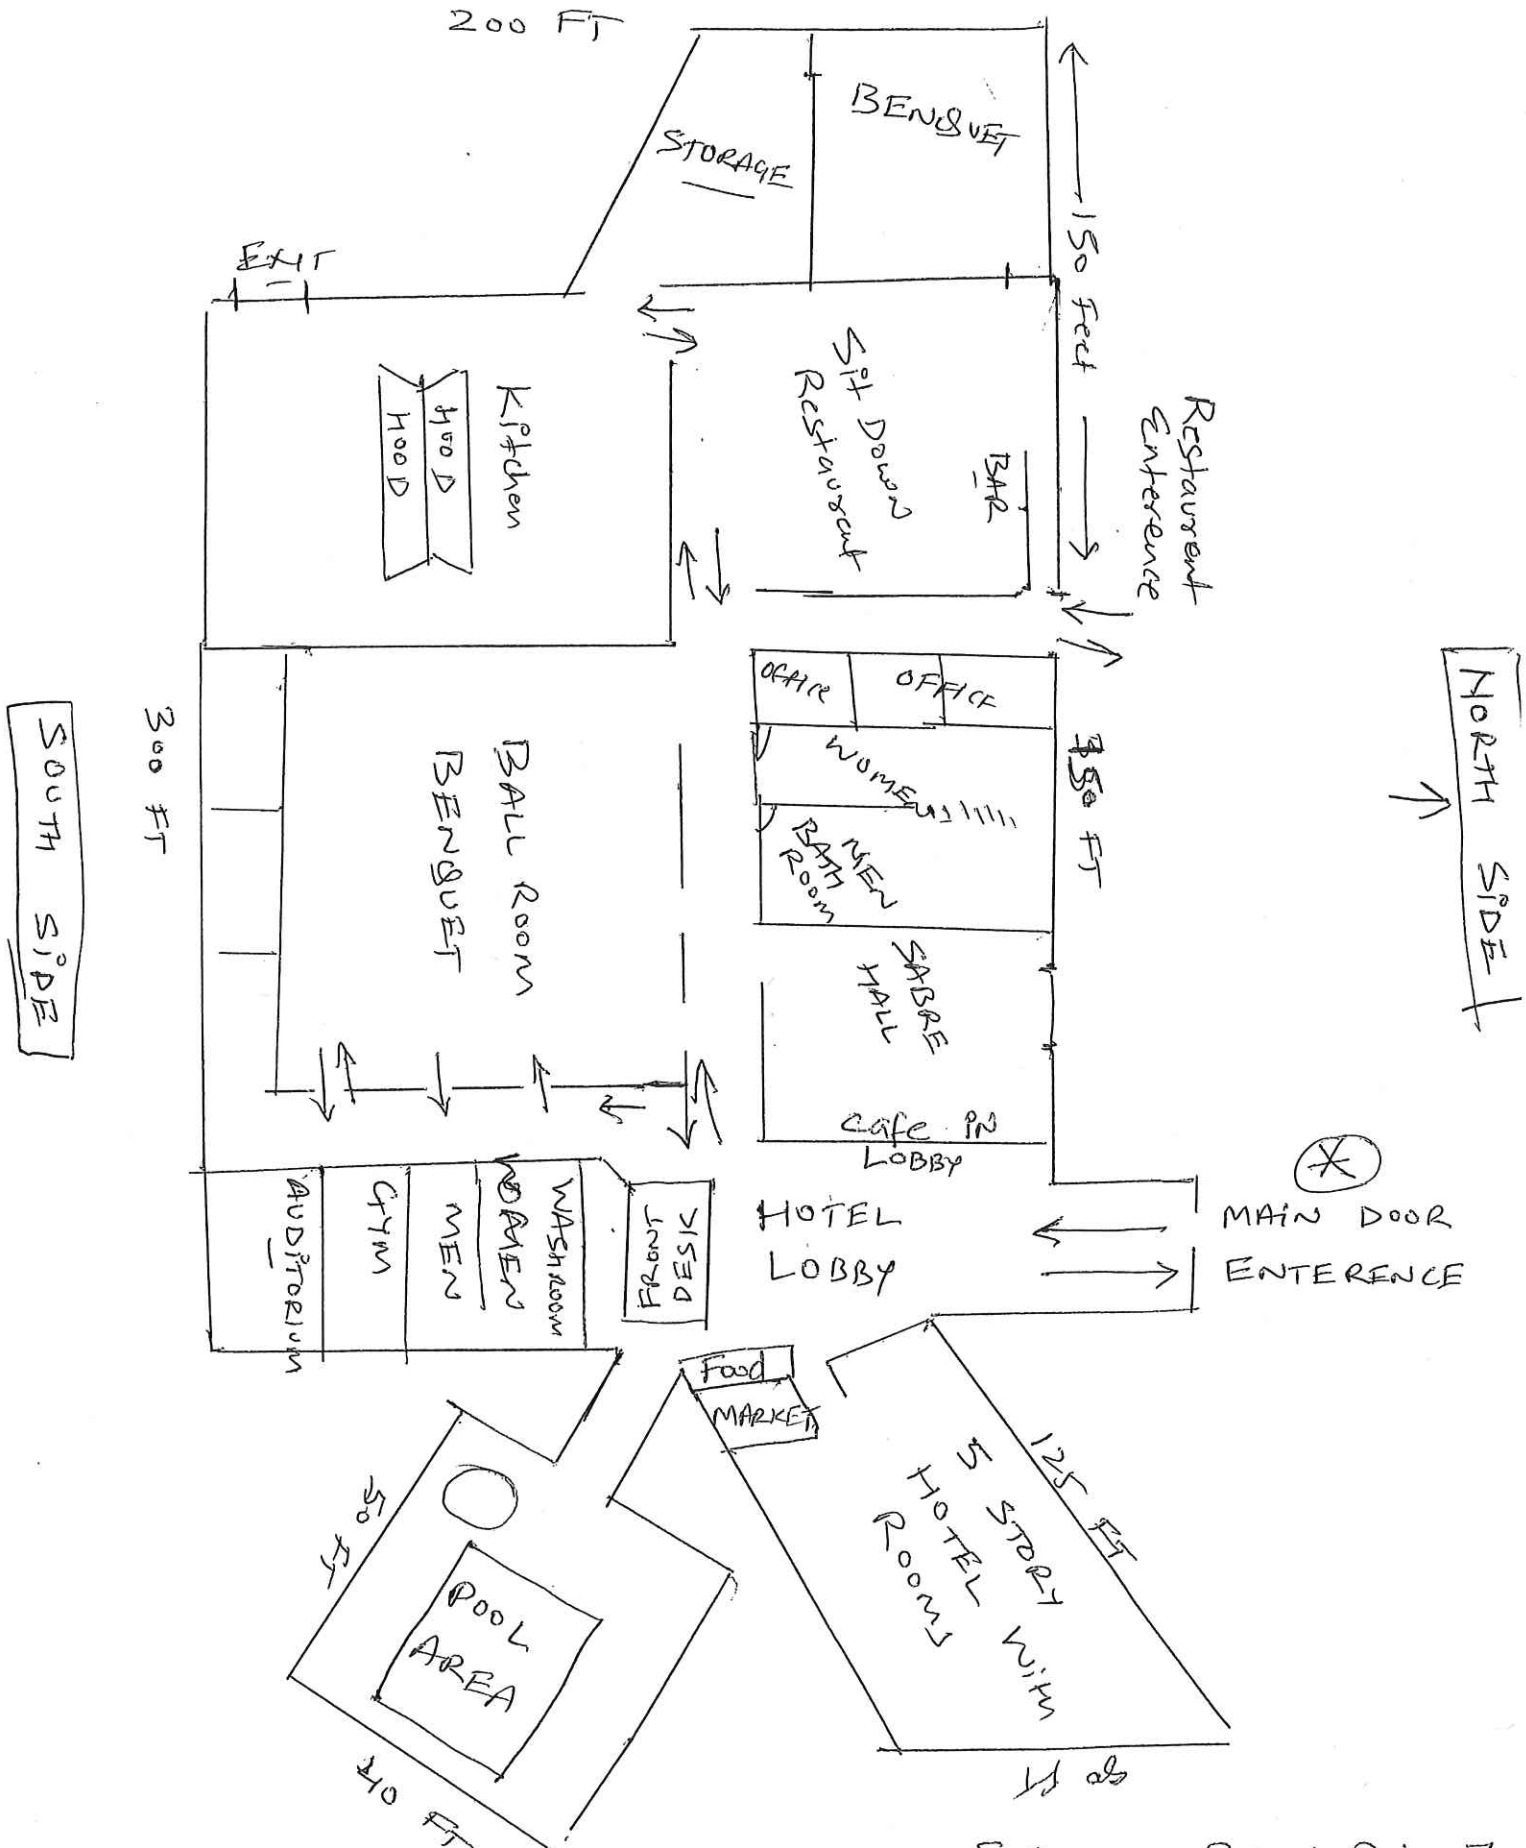 200 FT
BENQUET
STORAGE
EXIT
150 Feet
Restaurent
Enterence
Sit Down
Restaurent
BAR
Kitchen
HOOD
HOOD
OFFICE
NORTH SIDE
WOMEN
MEN
BATH
ROOM
350 FT
BALL ROOM
BENQUET
300 FT
SOUTH SIDE
SABRE
HALL
Cafe IN
LOBBY
HOTEL
LOBBY
MAIN DOOR
ENTERENCE
FRONT
DESK
WASHROOM
WOMEN
MEN
GYM
AUDITORIUM
Food
MARKET
5 STORY
HOTEL With
ROOMS
125 FT
50 FT
POOL
AREA
40 FT
FT